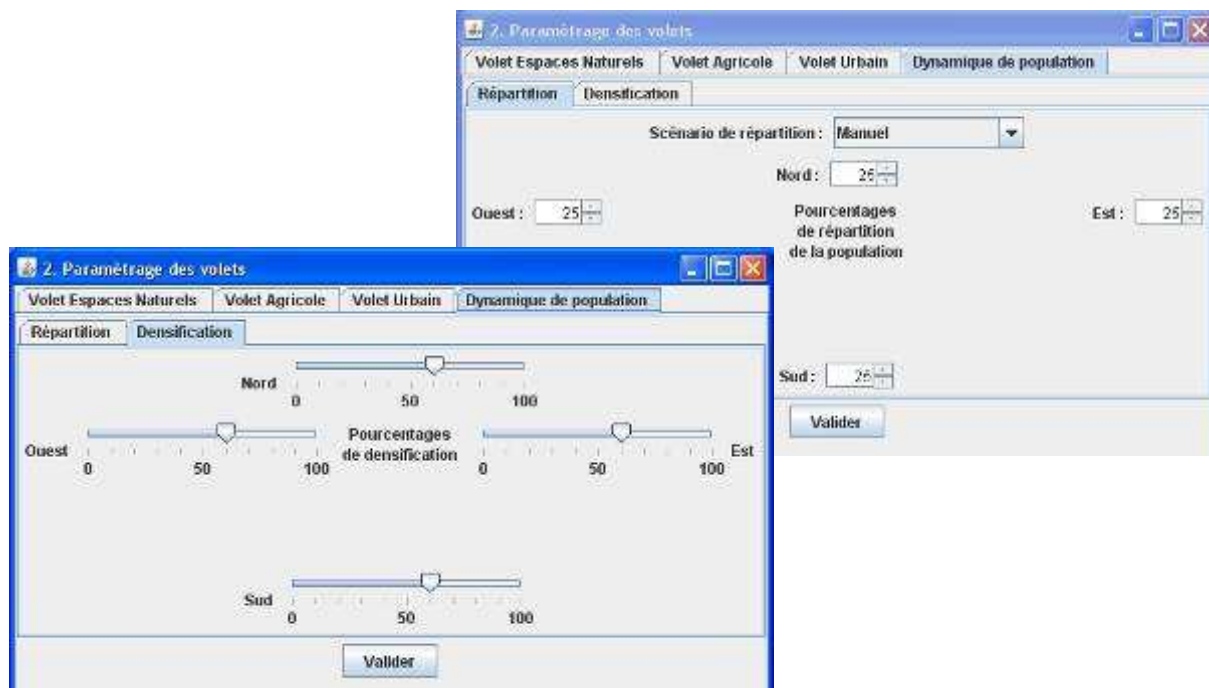 2. Paramètrage des volets
Volet Espaces Naturels Volet Agricole Volet Urbain Dynamique de population
Répartition Densification
Scénario de répartition : Manuel
Nord : 25
Ouest : 25 Pourcentages Est : 25
de répartition
de la population
Sud : 25
Valider
2. Paramètrage des volets
Volet Espaces Naturels Volet Agricole Volet Urbain Dynamique de population
Répartition Densification
Nord
0 50 100
Ouest Pourcentages Est
de densification
0 50 100 0 50 100
Sud
0 50 100
Valider